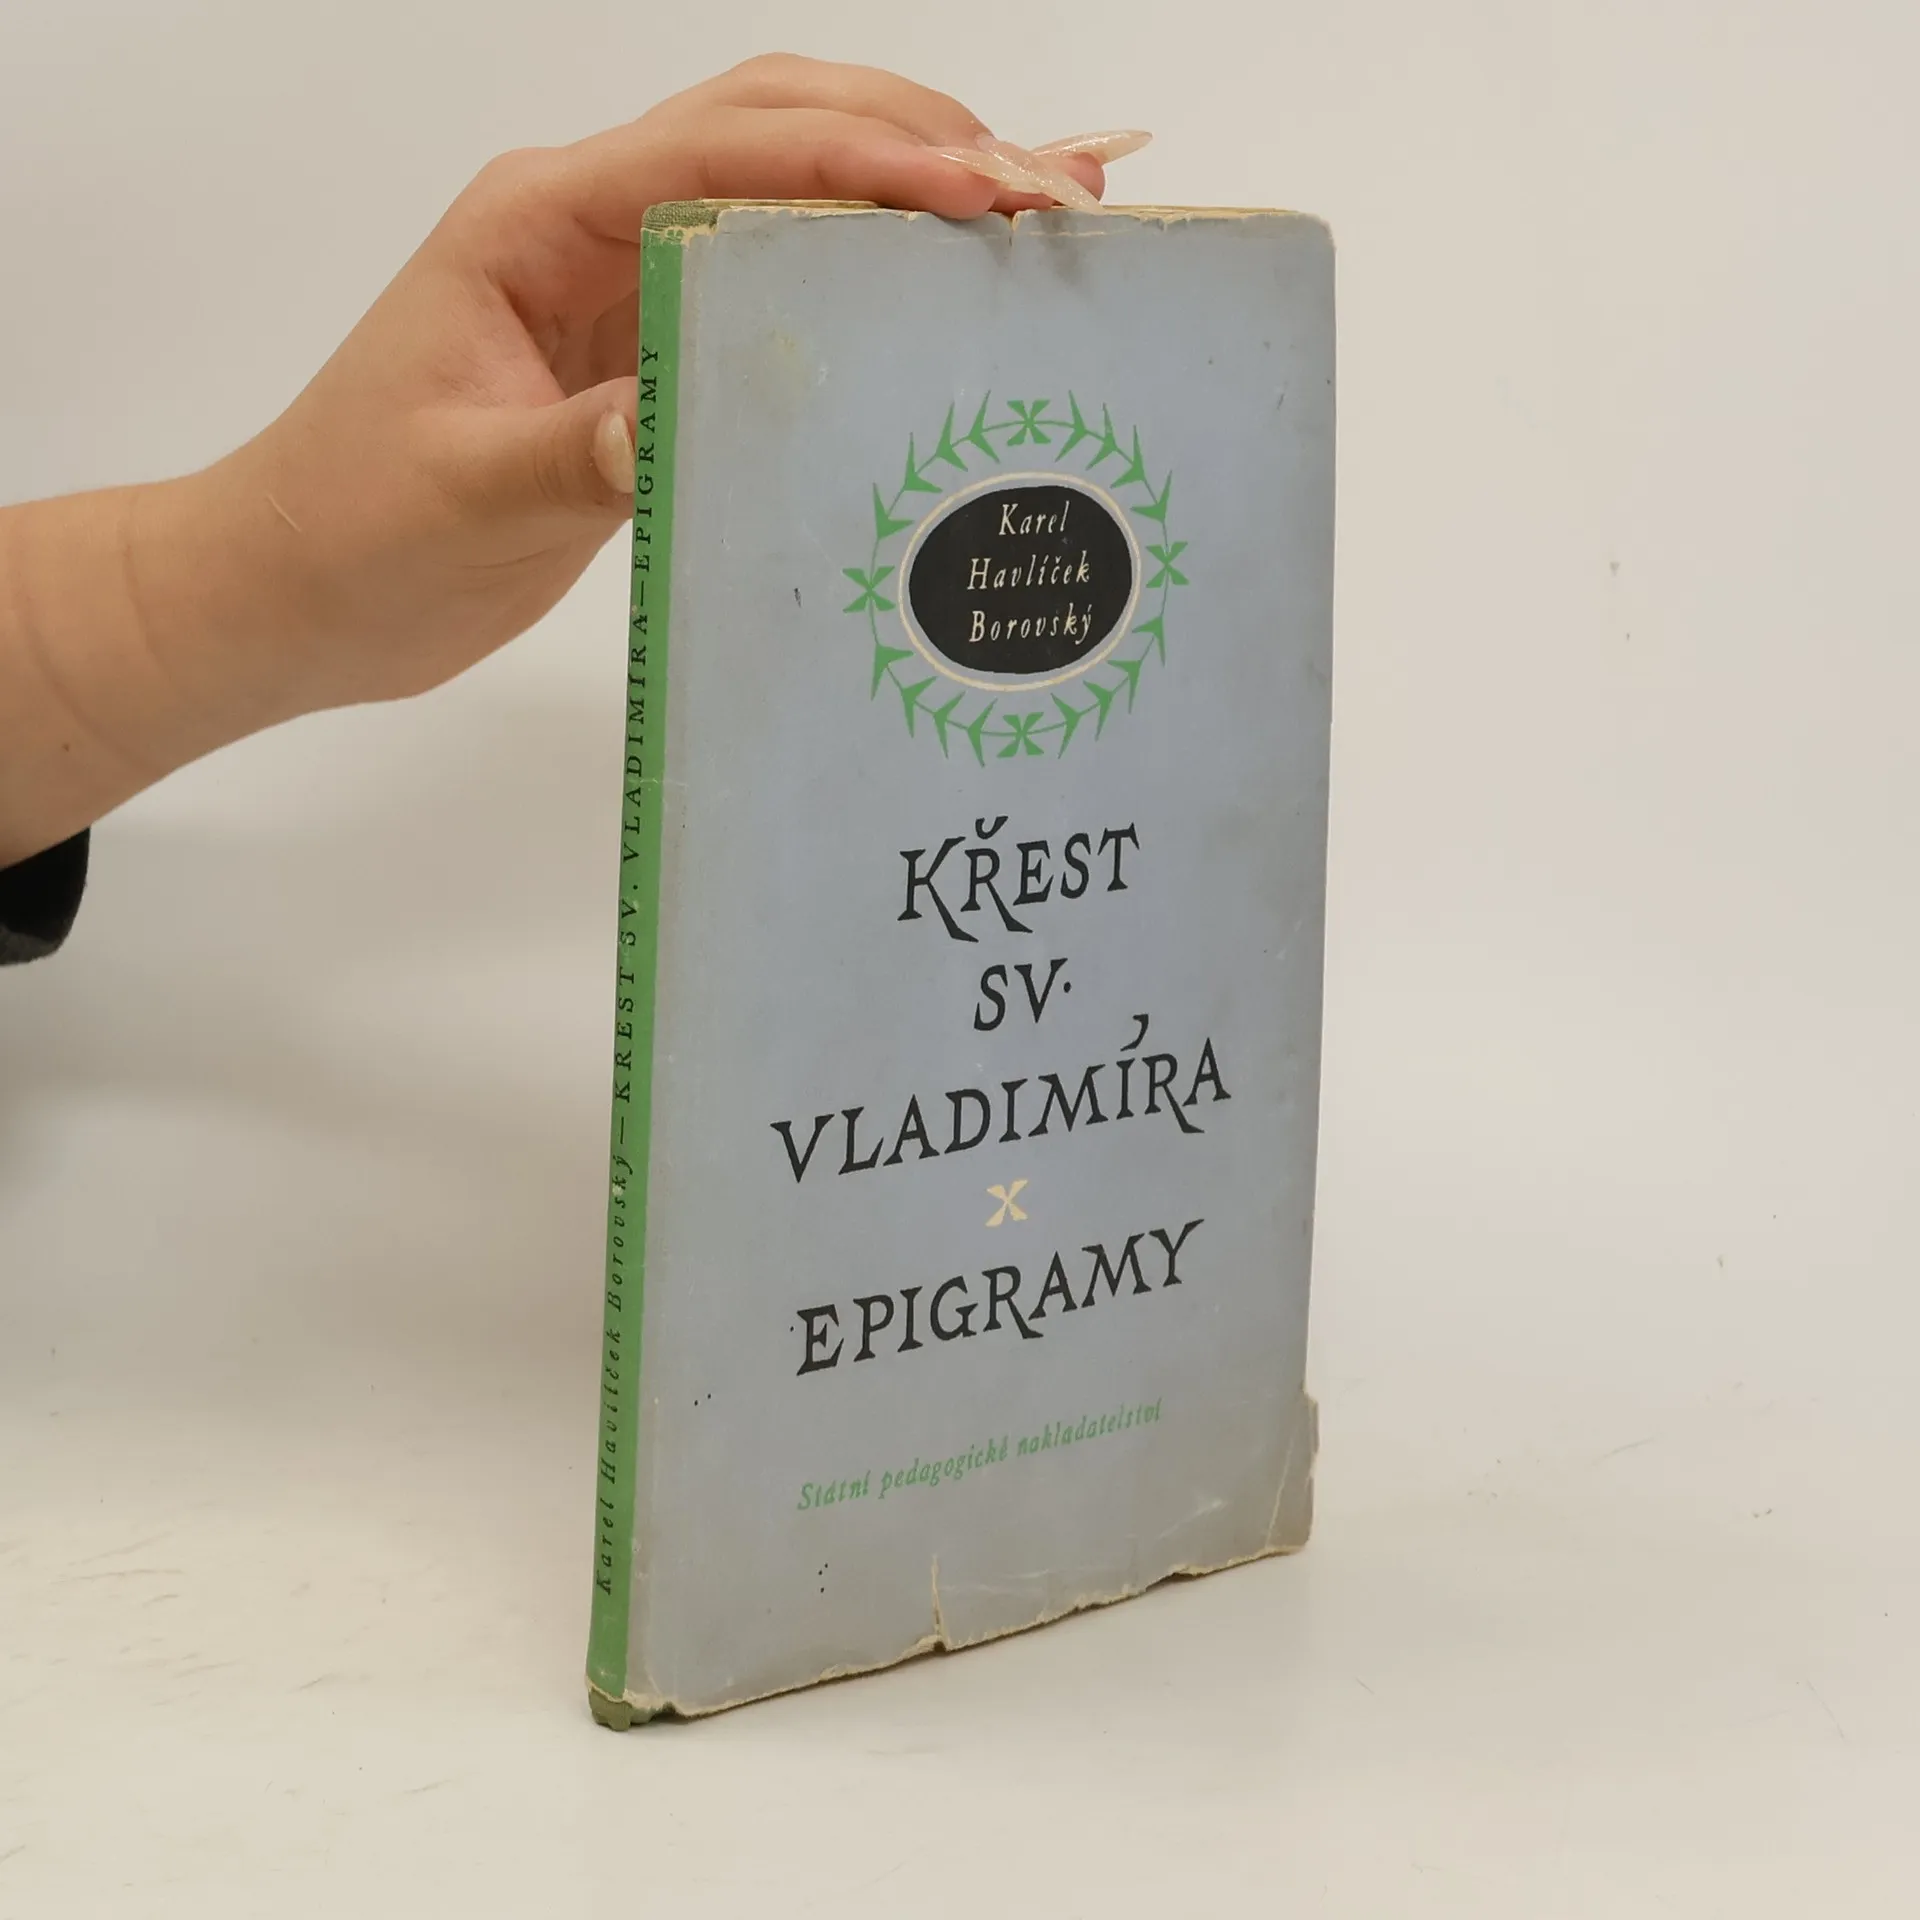 Karel
Havlíček
Borovský
KŘEST
SV.
VLADIMÍRA
x
EPIGRAMY
Státní pedagogické nakladatelství
Karel Havlíček Borovský — KŘEST SV. VLADIMÍRA — EPIGRAMY